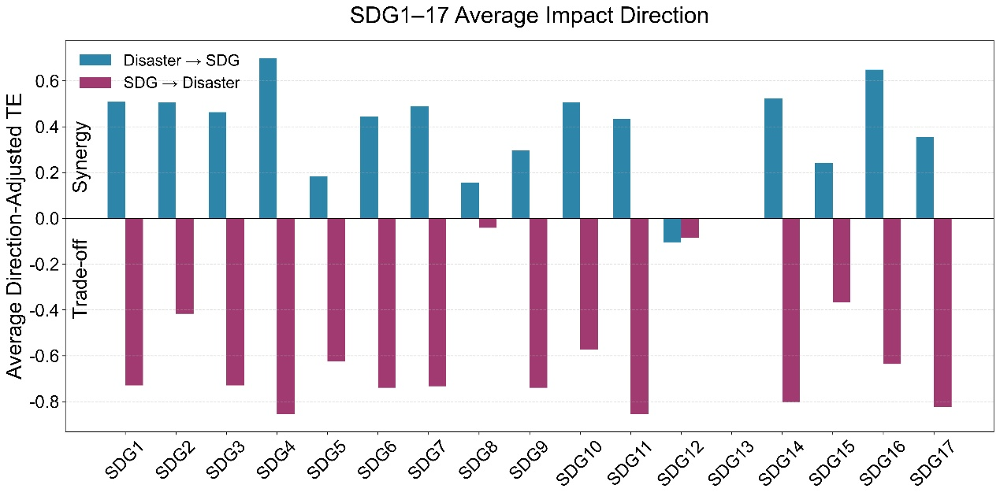 SDG1–17 Average Impact Direction
Disaster → SDG
SDG → Disaster
Average Direction-Adjusted TE
Synergy
Trade-off
0.6
0.4
0.2
0.0
-0.2
-0.4
-0.6
-0.8
SDG1 SDG2 SDG3 SDG4 SDG5 SDG6 SDG7 SDG8 SDG9 SDG10 SDG11 SDG12 SDG13 SDG14 SDG15 SDG16 SDG17